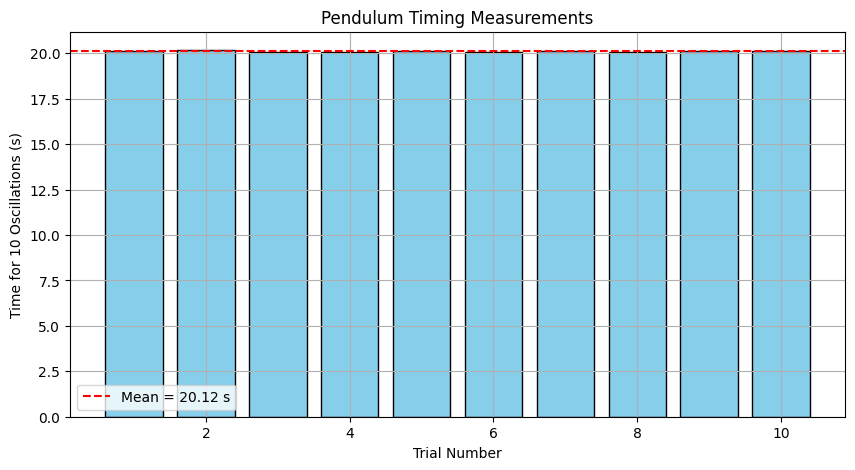 Pendulum Timing Measurements
Time for 10 Oscillations (s)
20.0
17.5
15.0
12.5
10.0
7.5
5.0
2.5
0.0
Mean = 20.12 s
2 4 6 8 10
Trial Number